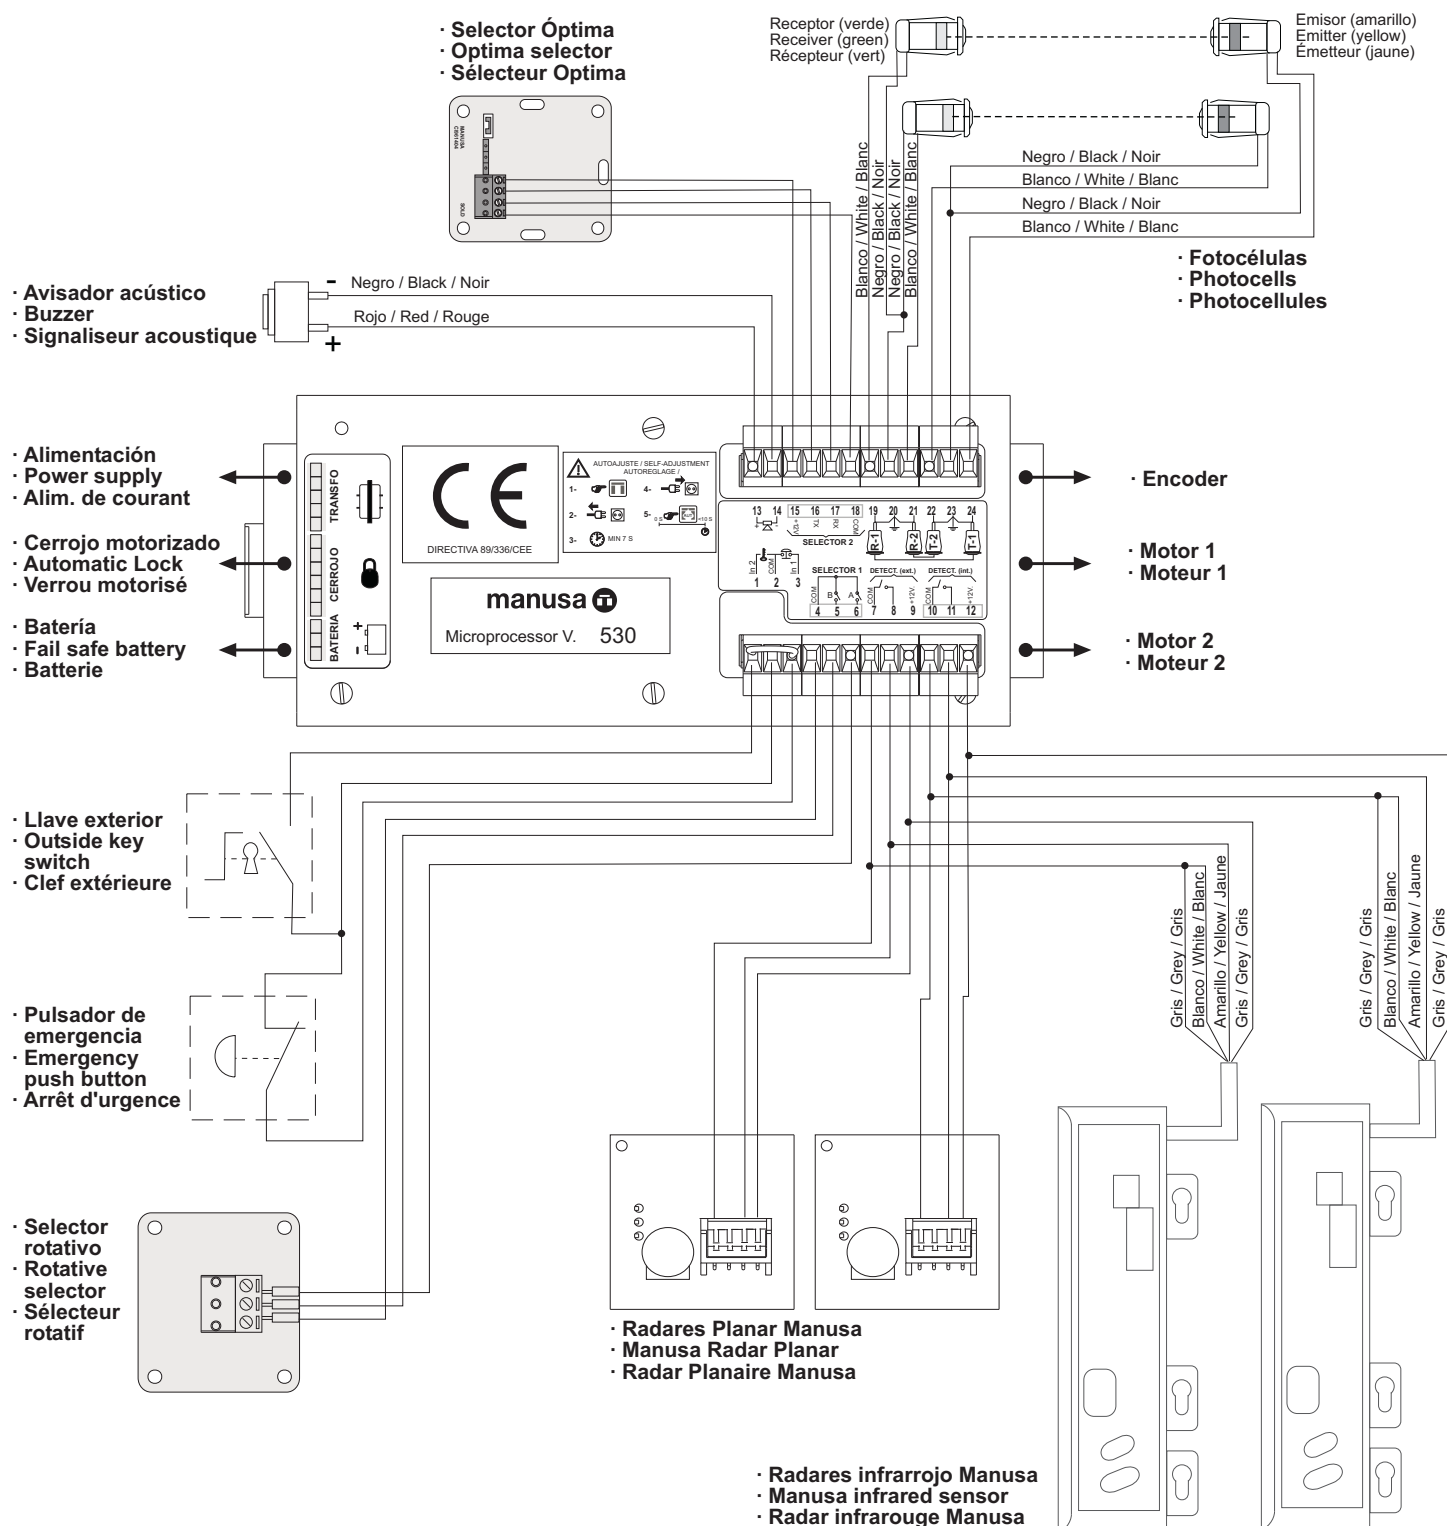 · Selector Óptima
· Optima selector
· Sélecteur Optima
Receptor (verde)
Receiver (green)
Récepteur (vert)
Emisor (amarillo)
Emitter (yellow)
Émetteur (jaune)
MANUSA
SOLO
Blanco / White / Blanc
Negro / Black / Noir
Negro / Black / Noir
Blanco / White / Blanc
Negro / Black / Noir
Blanco / White / Blanc
Negro / Black / Noir
Blanco / White / Blanc
· Fotocélulas
· Photocells
· Photocellules
· Avisador acústico
· Buzzer
· Signaliseur acoustique
- Negro / Black / Noir
Rojo / Red / Rouge
+
· Alimentación
· Power supply
· Alim. de courant
· Cerrojo motorizado
· Automatic Lock
· Verrou motorisé
· Batería
· Fail safe battery
· Batterie
TRANSFO
CERROJO
BATERIA
+
-
CE
DIRECTIVA 89/336/CEE
AUTOAJUSTE / SELF-ADJUSTMENT
AUTOREGLAGE /
1-
4-
2-
5-
0 S
<10 S
3-
MIN 7 S
manusa
Microprocessor V. 530
13 14 15 16 17 18 19 20 21 22 23 24
+ -
+12V TX RX COM
SELECTOR 2
R-1 R-2 T-2 T-1
In 2 COM In 1
1 2 3
SELECTOR 1
COM B A
4 5 6
DETECT. (ext.)
COM +12V.
7 8 9
DETECT. (int.)
COM +12V.
10 11 12
· Encoder
· Motor 1
· Moteur 1
· Motor 2
· Moteur 2
· Llave exterior
· Outside key
switch
· Clef extérieure
· Pulsador de
emergencia
· Emergency
push button
· Arrêt d'urgence
· Selector
rotativo
· Rotative
selector
· Sélecteur
rotatif
Gris / Grey / Gris
Blanco / White / Blanc
Amarillo / Yellow / Jaune
Gris / Grey / Gris
Gris / Grey / Gris
Blanco / White / Blanc
Amarillo / Yellow / Jaune
Gris / Grey / Gris
· Radares Planar Manusa
· Manusa Radar Planar
· Radar Planaire Manusa
· Radares infrarrojo Manusa
· Manusa infrared sensor
· Radar infrarouge Manusa